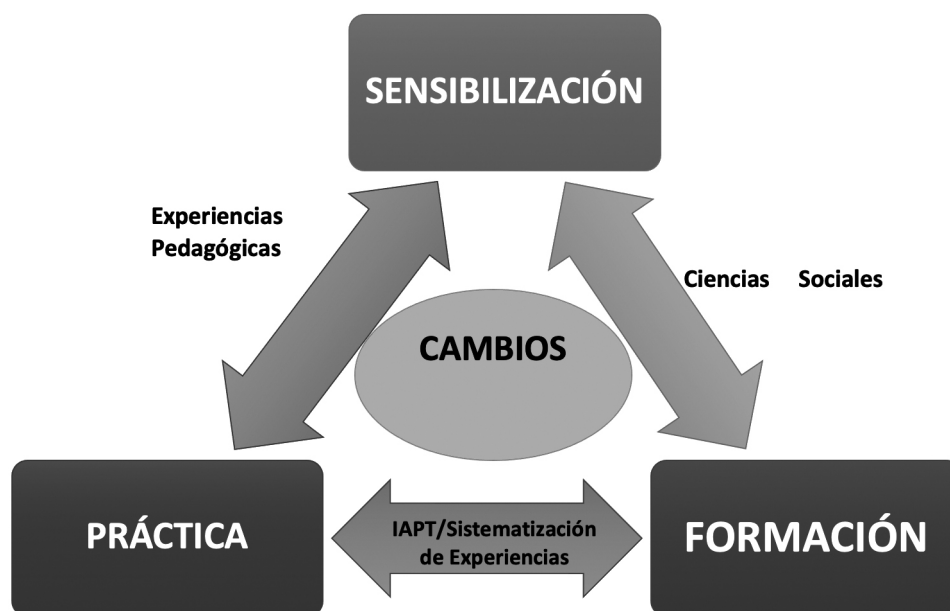 SENSIBILIZACIÓN
Experiencias
Pedagógicas
Ciencias Sociales
CAMBIOS
PRÁCTICA
IAPT/Sistematización
de Experiencias
FORMACIÓN